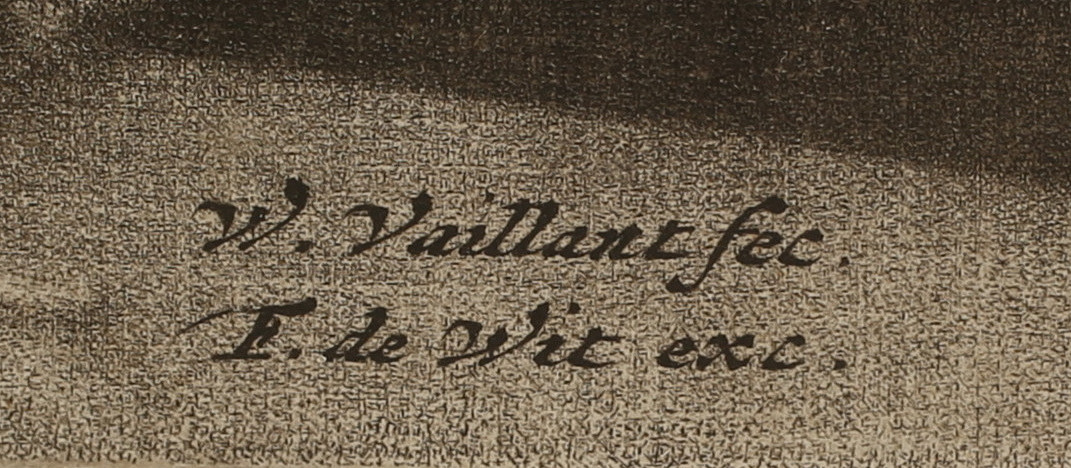 W. Vaillant fec.
F. de Wit exc.